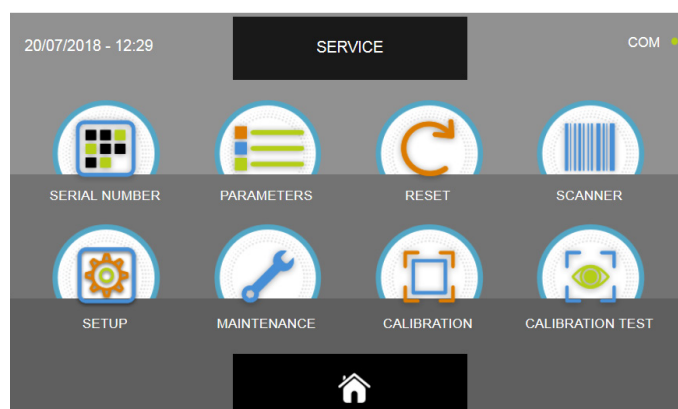 20/07/2018 - 12:29
SERVICE
COM
SERIAL NUMBER
PARAMETERS
RESET
SCANNER
SETUP
MAINTENANCE
CALIBRATION
CALIBRATION TEST